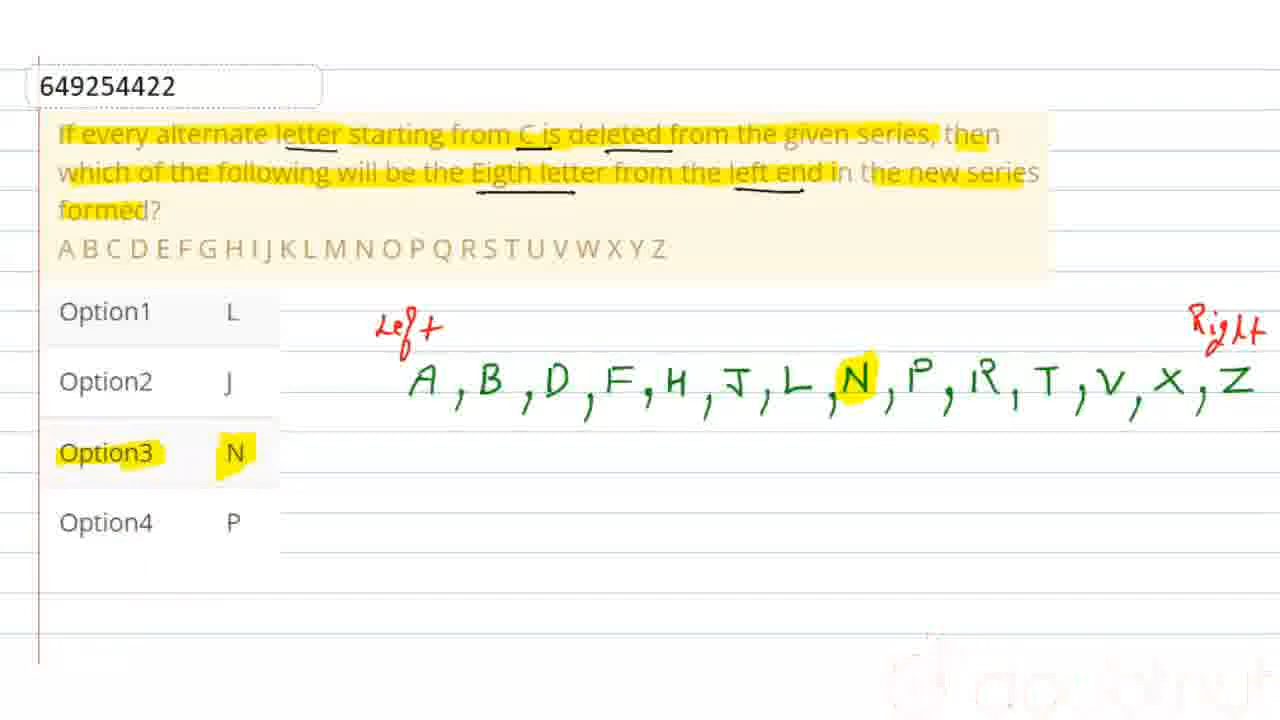 649254422
If every alternate letter starting from C is deleted from the given series, then
which of the following will be the Eigth letter from the left end in the new series
formed?
A B C D E F G H I J K L M N O P Q R S T U V W X Y Z
Option1 L
Left Right
Option2 J
A, B, D, F, H, J, L, N, P, R, T, V, X, Z
Option3 N
Option4 P
doubtnut